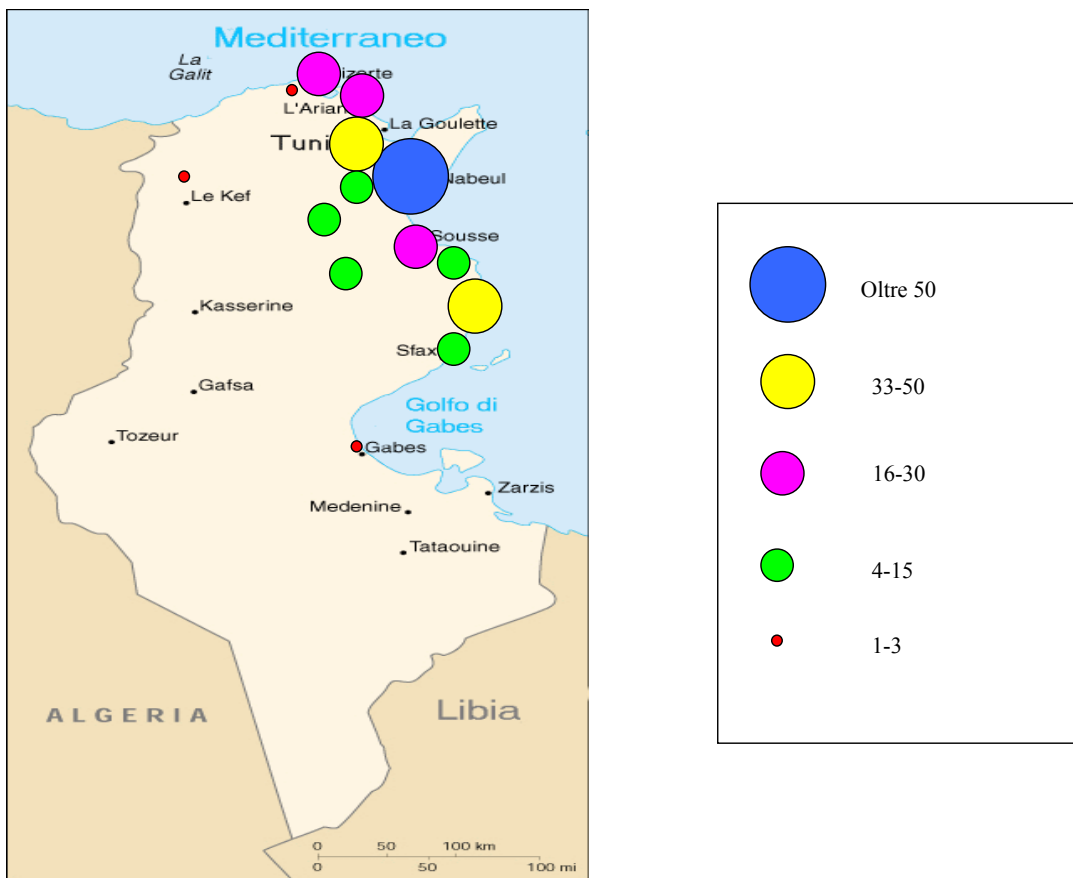 Mediterraneo
La
Galit
izerte
L'Arian
La Goulette
Tuni
Nabeul
Le Kef
Sousse
Kasserine
Sfax
Gafsa
Golfo di
Gabes
Tozeur
Gabes
Zarzis
Medenine
Tataouine
ALGERIA
Libia
0 50 100 km
0 50 100 mi
Oltre 50
33-50
16-30
4-15
1-3